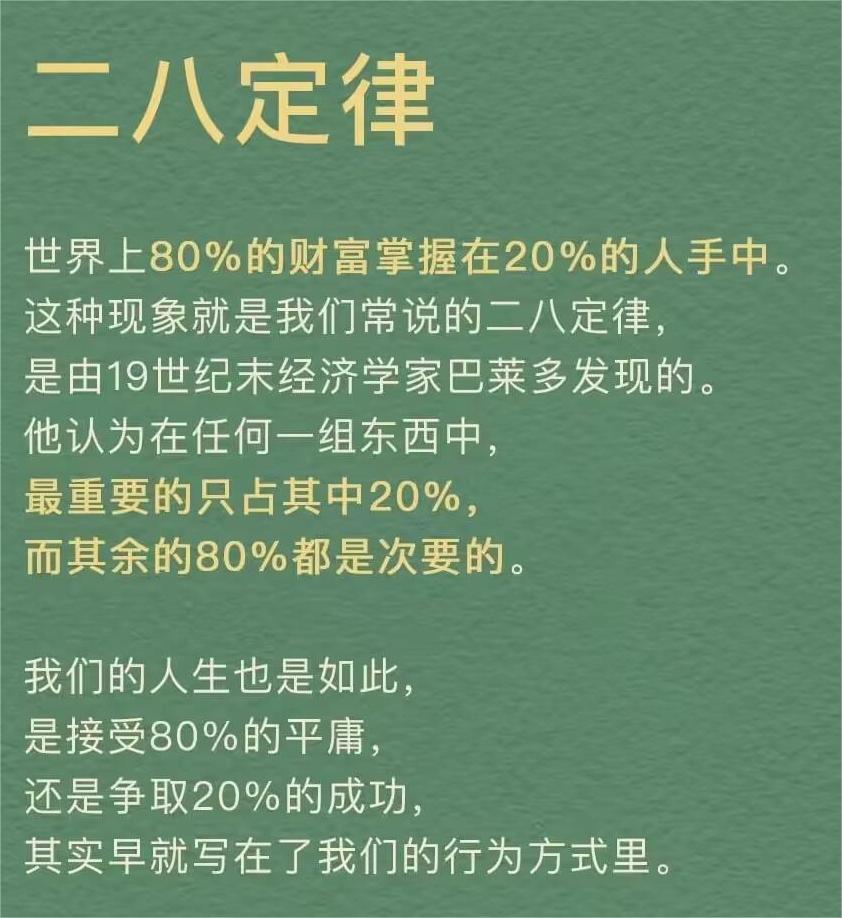 二八定律
世界上80%的财富掌握在20%的人手中。
这种现象就是我们常说的二八定律，
是由19世纪末经济学家巴莱多发现的。
他认为在任何一组东西中，
最重要的只占其中20%，
而其余的80%都是次要的。
我们的人生也是如此，
是接受80%的平庸，
还是争取20%的成功，
其实早就写在了我们的行为方式里。